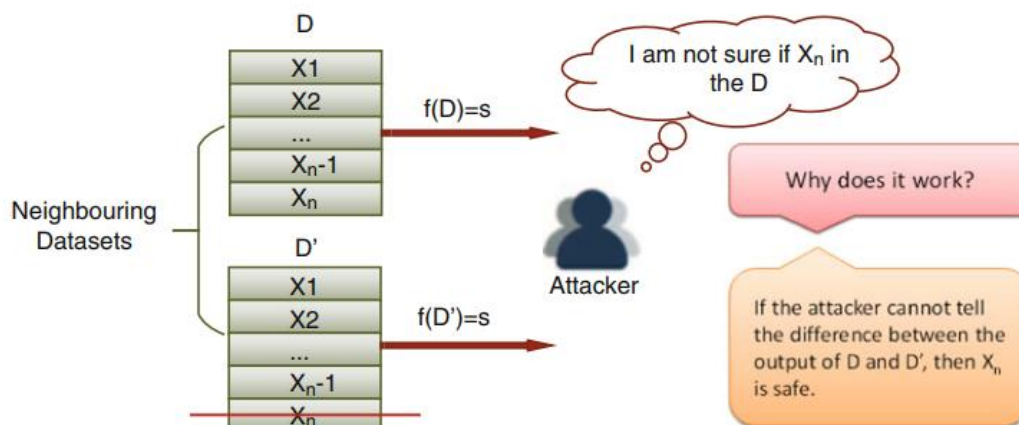 D
X1
X2
...
Xn-1
Xn
f(D)=s
I am not sure if Xn in
the D
Neighbouring
Datasets
D'
X1
X2
...
Xn-1
Xn
f(D')=s
Attacker
Why does it work?
If the attacker cannot tell
the difference between the
output of D and D', then Xn
is safe.